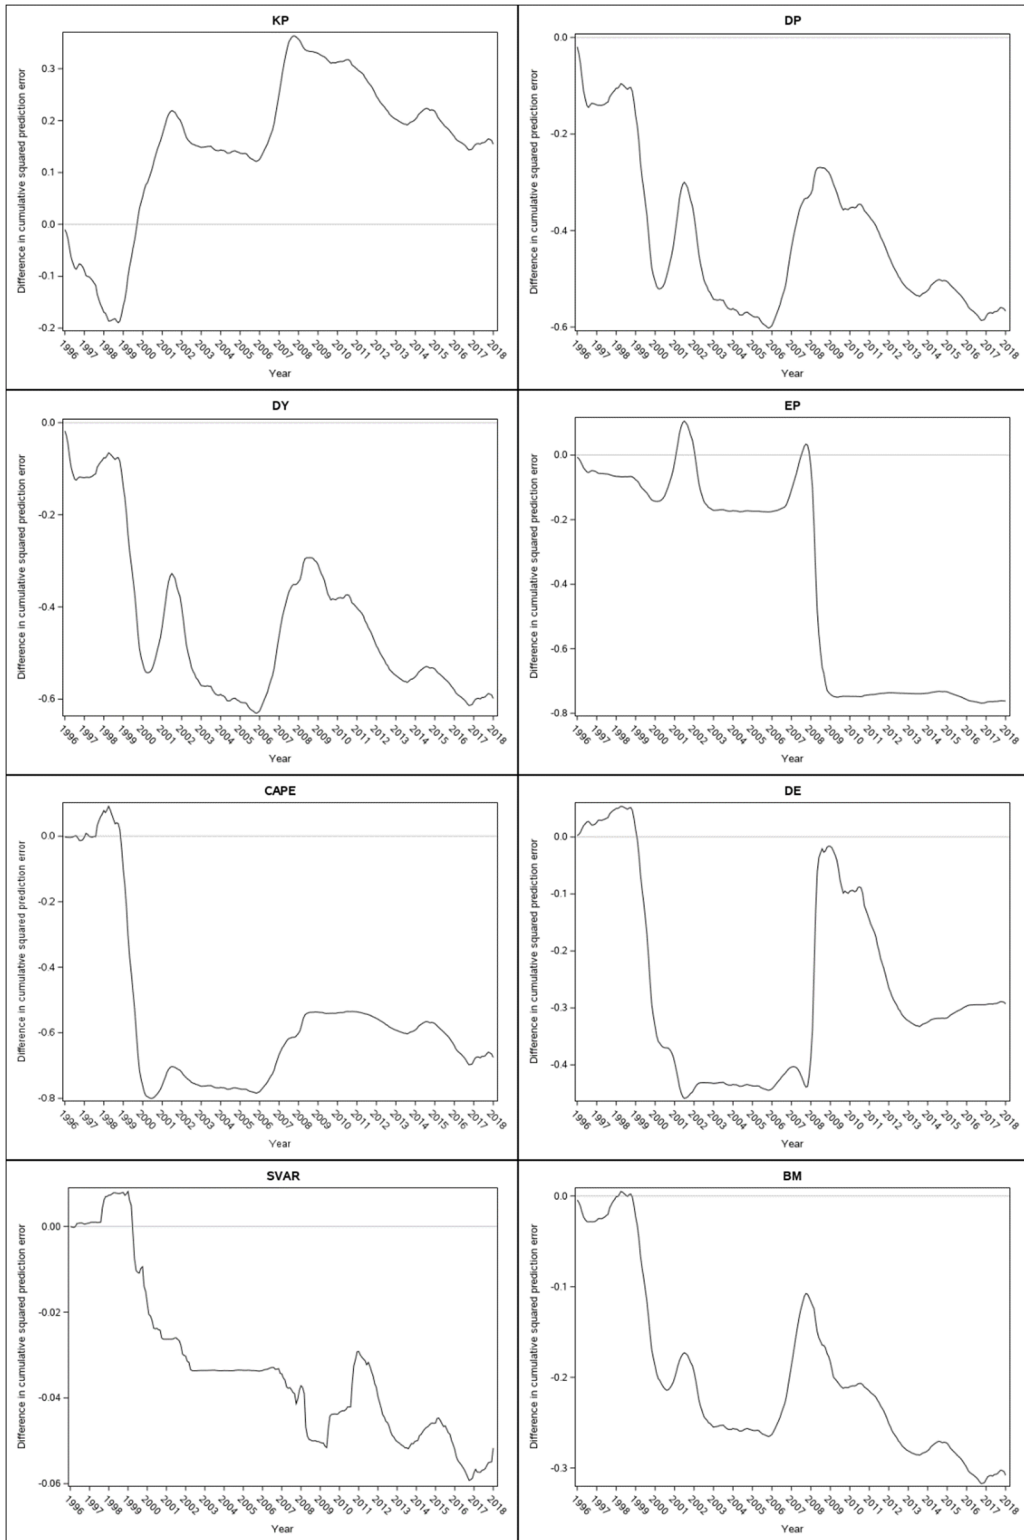 KP
Difference in cumulative squared prediction error
0.3
0.2
0.1
0.0
-0.1
-0.2
1996 1997 1998 1999 2000 2001 2002 2003 2004 2005 2006 2007 2008 2009 2010 2011 2012 2013 2014 2015 2016 2017 2018
Year
DP
Difference in cumulative squared prediction error
0.0
-0.2
-0.4
-0.6
1996 1997 1998 1999 2000 2001 2002 2003 2004 2005 2006 2007 2008 2009 2010 2011 2012 2013 2014 2015 2016 2017 2018
Year
DY
Difference in cumulative squared prediction error
0.0
-0.2
-0.4
-0.6
1996 1997 1998 1999 2000 2001 2002 2003 2004 2005 2006 2007 2008 2009 2010 2011 2012 2013 2014 2015 2016 2017 2018
Year
EP
Difference in cumulative squared prediction error
0.0
-0.2
-0.4
-0.6
-0.8
1996 1997 1998 1999 2000 2001 2002 2003 2004 2005 2006 2007 2008 2009 2010 2011 2012 2013 2014 2015 2016 2017 2018
Year
CAPE
Difference in cumulative squared prediction error
0.0
-0.2
-0.4
-0.6
-0.8
1996 1997 1998 1999 2000 2001 2002 2003 2004 2005 2006 2007 2008 2009 2010 2011 2012 2013 2014 2015 2016 2017 2018
Year
DE
Difference in cumulative squared prediction error
0.0
-0.1
-0.2
-0.3
-0.4
1996 1997 1998 1999 2000 2001 2002 2003 2004 2005 2006 2007 2008 2009 2010 2011 2012 2013 2014 2015 2016 2017 2018
Year
SVAR
Difference in cumulative squared prediction error
0.00
-0.02
-0.04
-0.06
1996 1997 1998 1999 2000 2001 2002 2003 2004 2005 2006 2007 2008 2009 2010 2011 2012 2013 2014 2015 2016 2017 2018
Year
BM
Difference in cumulative squared prediction error
0.0
-0.1
-0.2
-0.3
1996 1997 1998 1999 2000 2001 2002 2003 2004 2005 2006 2007 2008 2009 2010 2011 2012 2013 2014 2015 2016 2017 2018
Year